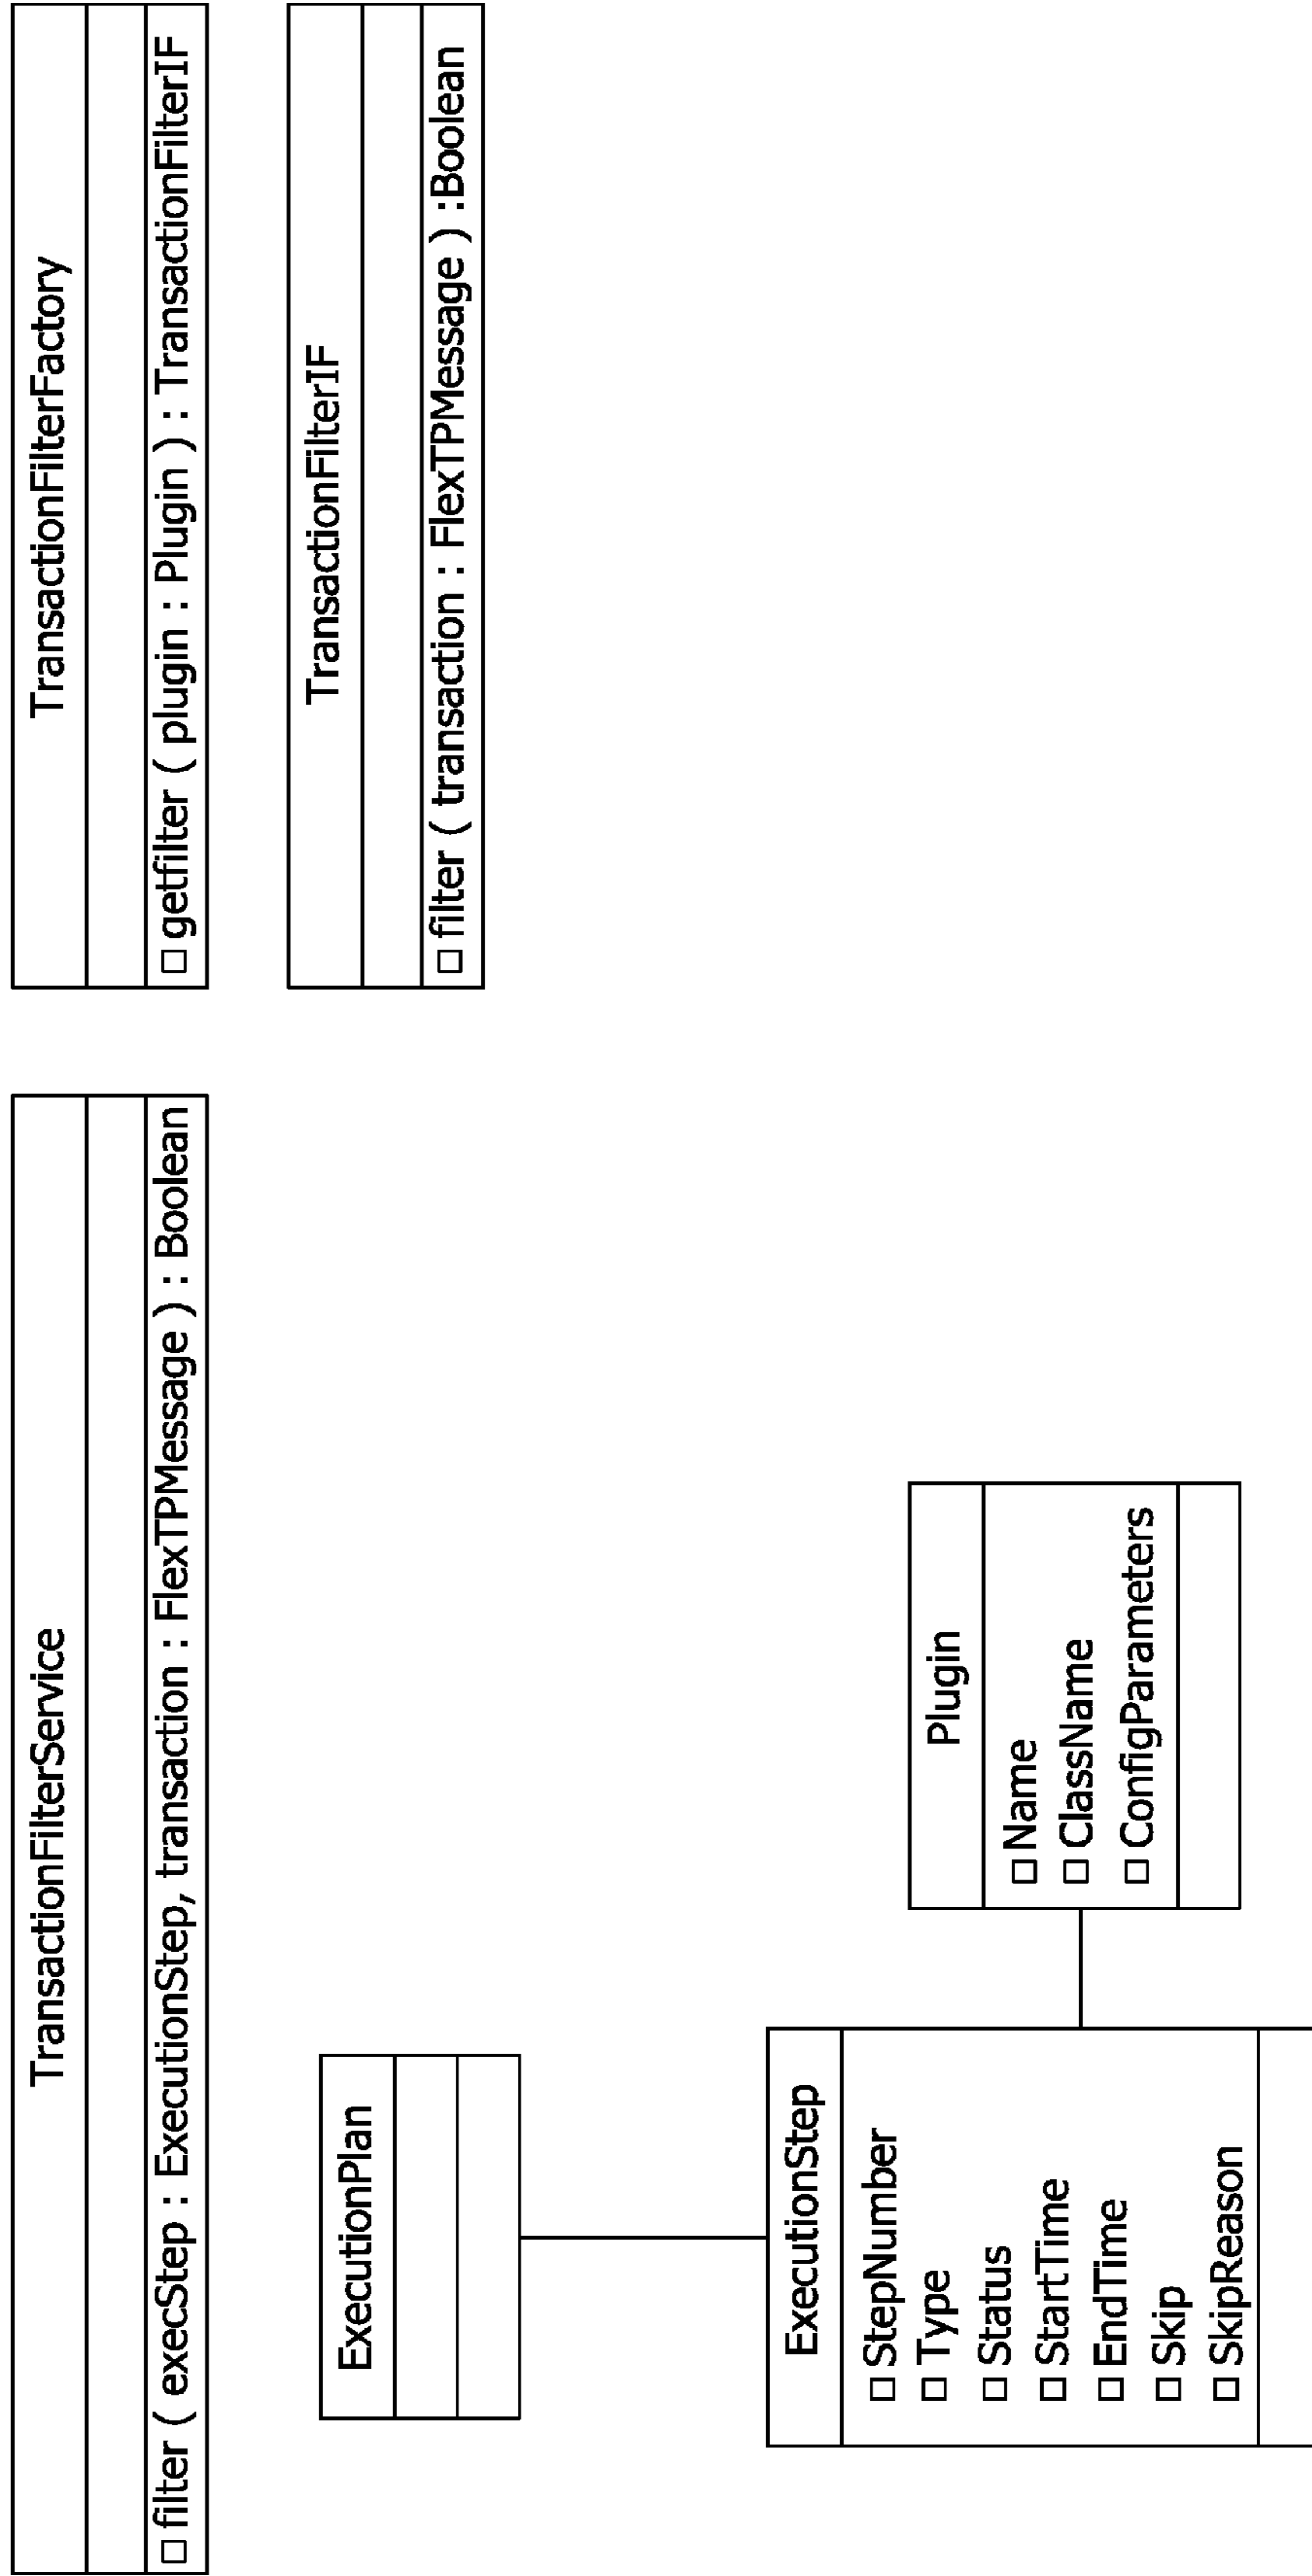 TransactionFilterService
filter ( execStep : ExecutionStep, transaction : FlexTPMessage ) : Boolean
TransactionFilterFactory
getfilter ( plugin : Plugin ) : TransactionFilterIF
TransactionFilterIF
filter ( transaction : FlexTPMessage ) :Boolean
ExecutionPlan
ExecutionStep
StepNumber
Type
Status
StartTime
EndTime
Skip
SkipReason
Plugin
Name
ClassName
ConfigParameters